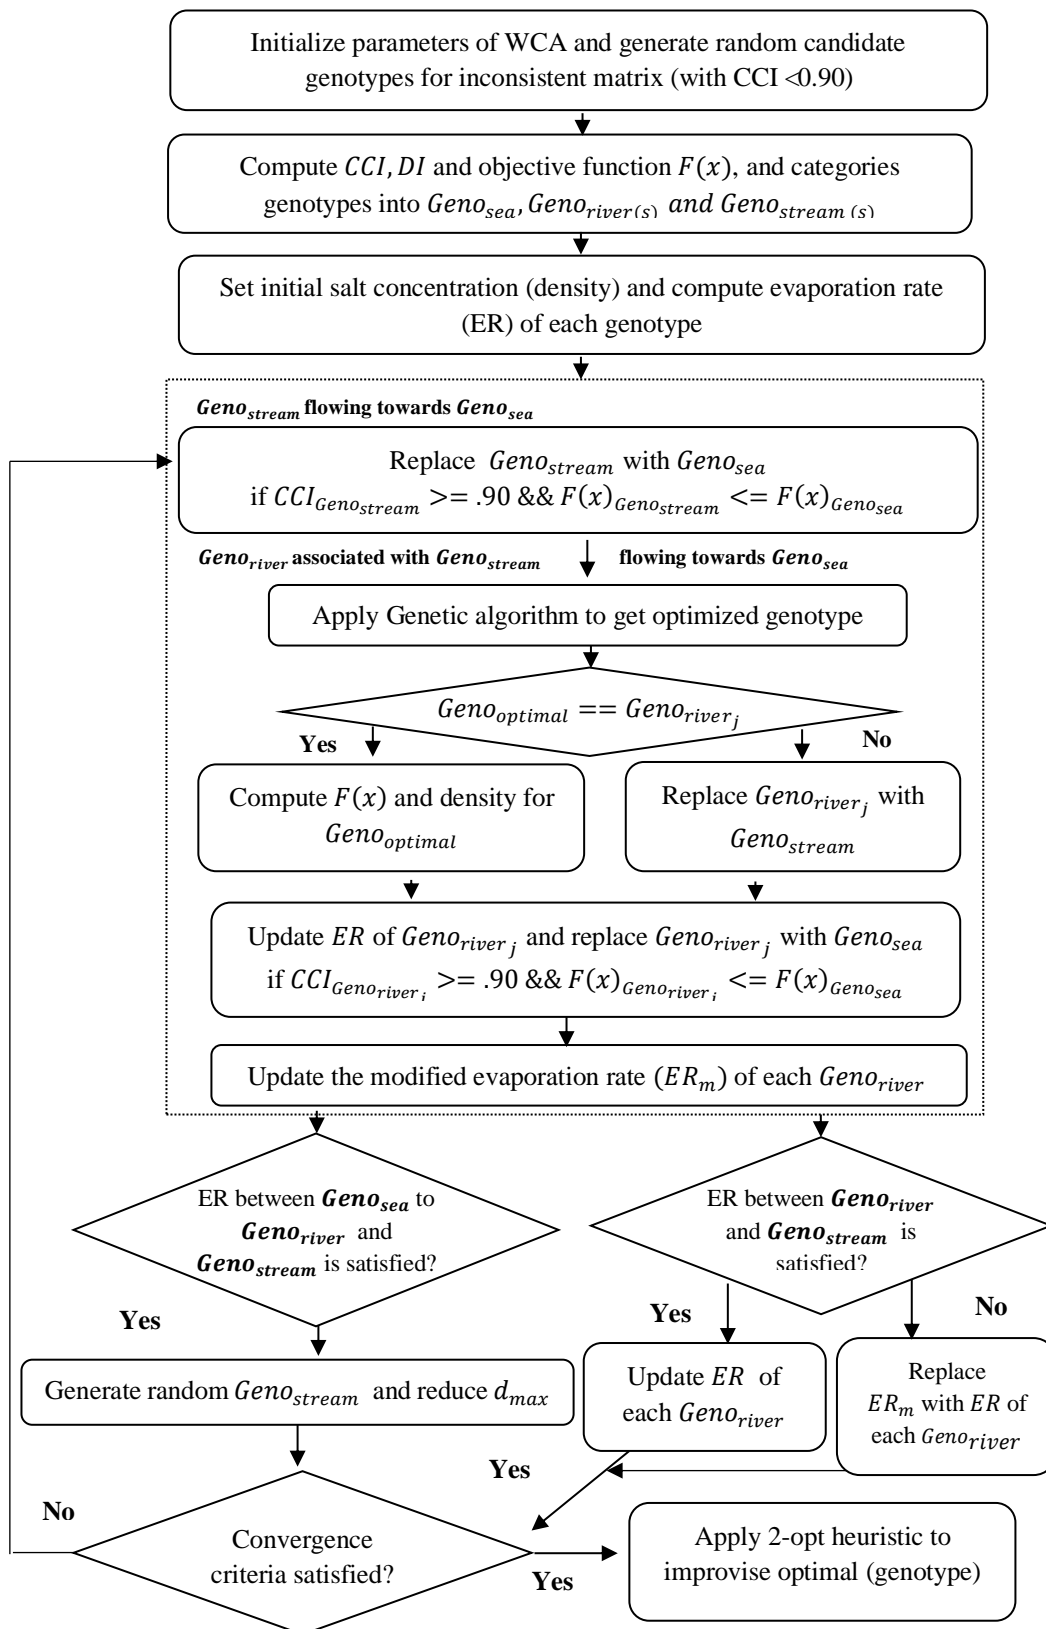 Initialize parameters of WCA and generate random candidate
genotypes for inconsistent matrix (with CCI <0.90)
Compute CCI, DI and objective function F(x), and categories
genotypes into Geno_sea, Geno_river(s) and Geno_stream (s)
Set initial salt concentration (density) and compute evaporation rate
(ER) of each genotype
Geno_stream flowing towards Geno_sea
Replace Geno_stream with Geno_sea
if CCI_Geno_stream >= .90 && F(x)_Geno_stream <= F(x)_Geno_sea
Geno_river associated with Geno_stream flowing towards Geno_sea
Apply Genetic algorithm to get optimized genotype
Geno_optimal == Geno_river_j
Yes
No
Compute F(x) and density for
Geno_optimal
Replace Geno_river_j with
Geno_stream
Update ER of Geno_river_j and replace Geno_river_j with Geno_sea
if CCI_Geno_river_i >= .90 && F(x)_Geno_river_i <= F(x)_Geno_sea
Update the modified evaporation rate (ER_m) of each Geno_river
ER between Geno_sea to
Geno_river and
Geno_stream is satisfied?
ER between Geno_river
and Geno_stream is
satisfied?
Yes
Yes
No
Generate random Geno_stream and reduce d_max
Update ER of
each Geno_river
Replace
ER_m with ER of
each Geno_river
Yes
No
Convergence
criteria satisfied?
Yes
Apply 2-opt heuristic to
improvise optimal (genotype)